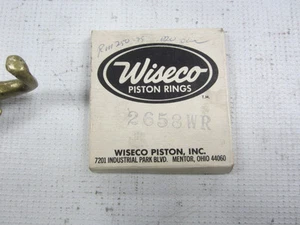 Wiseco
PISTON RINGS
T.M.
2658WR
WISECO PISTON, INC.
7201 INDUSTRIAL PARK BLVD. MENTOR, OHIO 44060